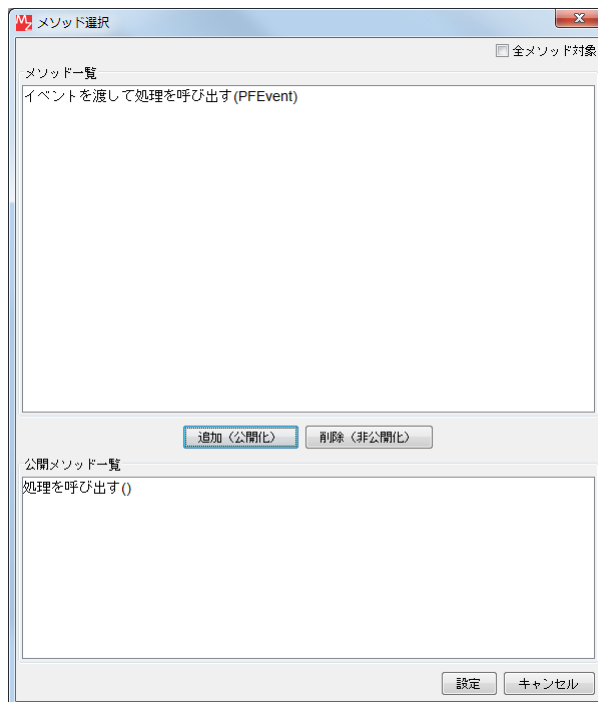 メソッド選択
全メソッド対象
メソッド一覧
イベントを渡して処理を呼び出す(PFEvent)
追加（公開化） 削除（非公開化）
公開メソッド一覧
処理を呼び出す()
設定 キャンセル